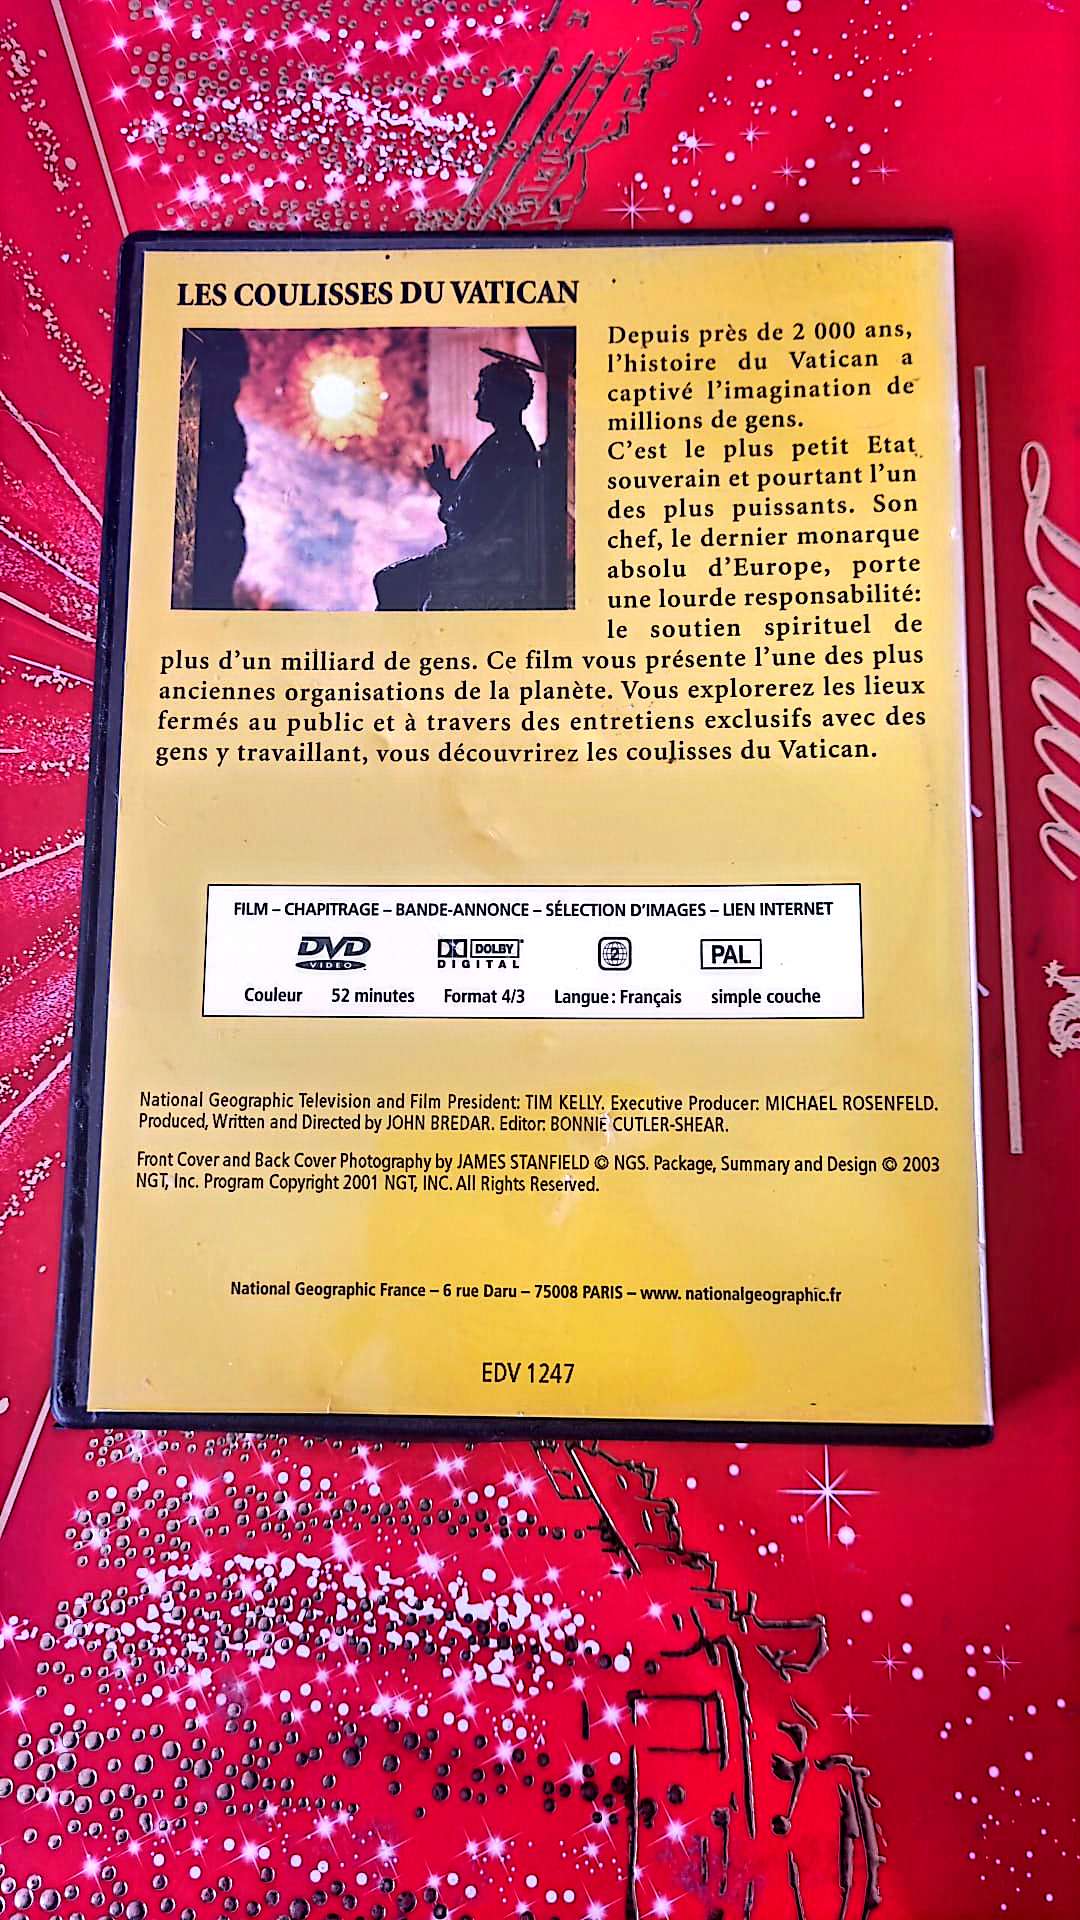 LES COULISSES DU VATICAN
Depuis près de 2 000 ans,
l'histoire du Vatican a
captivé l'imagination de
millions de gens.
C'est le plus petit Etat
souverain et pourtant l'un
des plus puissants. Son
chef, le dernier monarque
absolu d'Europe, porte
une lourde responsabilité:
le soutien spirituel de
plus d'un milliard de gens. Ce film vous présente l'une des plus
anciennes organisations de la planète. Vous explorerez les lieux
fermés au public et à travers des entretiens exclusifs avec des
gens y travaillant, vous découvrirez les coulisses du Vatican.
FILM – CHAPITRAGE – BANDE-ANNONCE – SÉLECTION D'IMAGES – LIEN INTERNET
DVD VIDEO DOLBY DIGITAL 2 PAL
Couleur 52 minutes Format 4/3 Langue : Français simple couche
National Geographic Television and Film President: TIM KELLY. Executive Producer: MICHAEL ROSENFELD.
Produced, Written and Directed by JOHN BREDAR. Editor: BONNIE CUTLER-SHEAR.
Front Cover and Back Cover Photography by JAMES STANFIELD © NGS. Package, Summary and Design © 2003
NGT, Inc. Program Copyright 2001 NGT, INC. All Rights Reserved.
National Geographic France – 6 rue Daru – 75008 PARIS – www. nationalgeographic.fr
EDV 1247